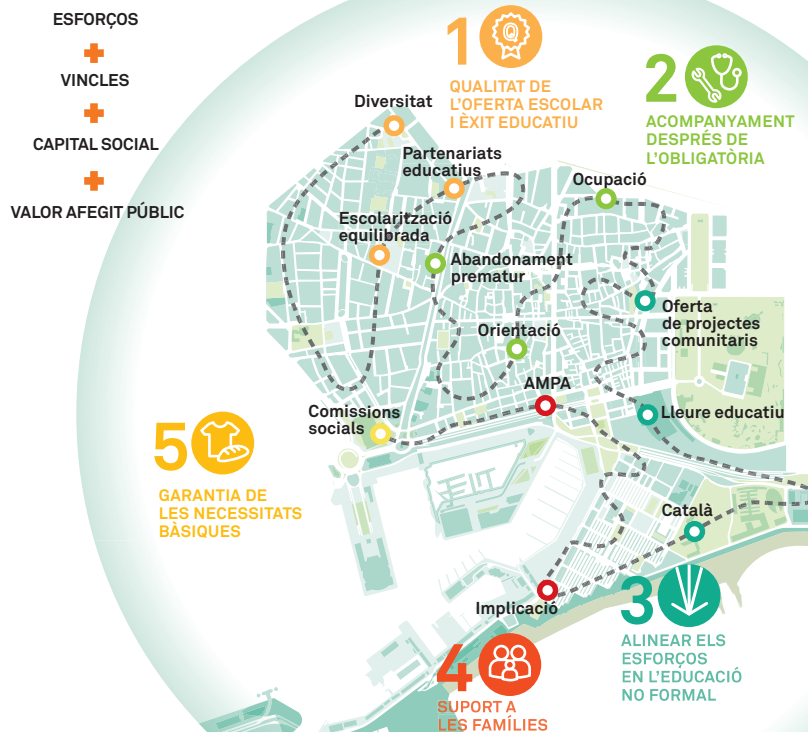 ESFORÇOS
+
VINCLES
+
CAPITAL SOCIAL
+
VALOR AFEGIT PÚBLIC
1
Q
QUALITAT DE
L'OFERTA ESCOLAR
I ÈXIT EDUCATIU
2
ACOMPANYAMENT
DESPRÉS DE
L'OBLIGATÒRIA
Diversitat
Partenariats
educatius
Ocupació
Escolarització
equilibrada
Abandonament
prematur
Oferta
de projectes
comunitaris
Orientació
AMPA
Comissions
socials
Lleure educatiu
5
GARANTIA DE
LES NECESSITATS
BÀSIQUES
Català
Implicació
3
ALINEAR ELS
ESFORÇOS
EN L'EDUCACIÓ
NO FORMAL
4
SUPORT A
LES FAMÍLIES